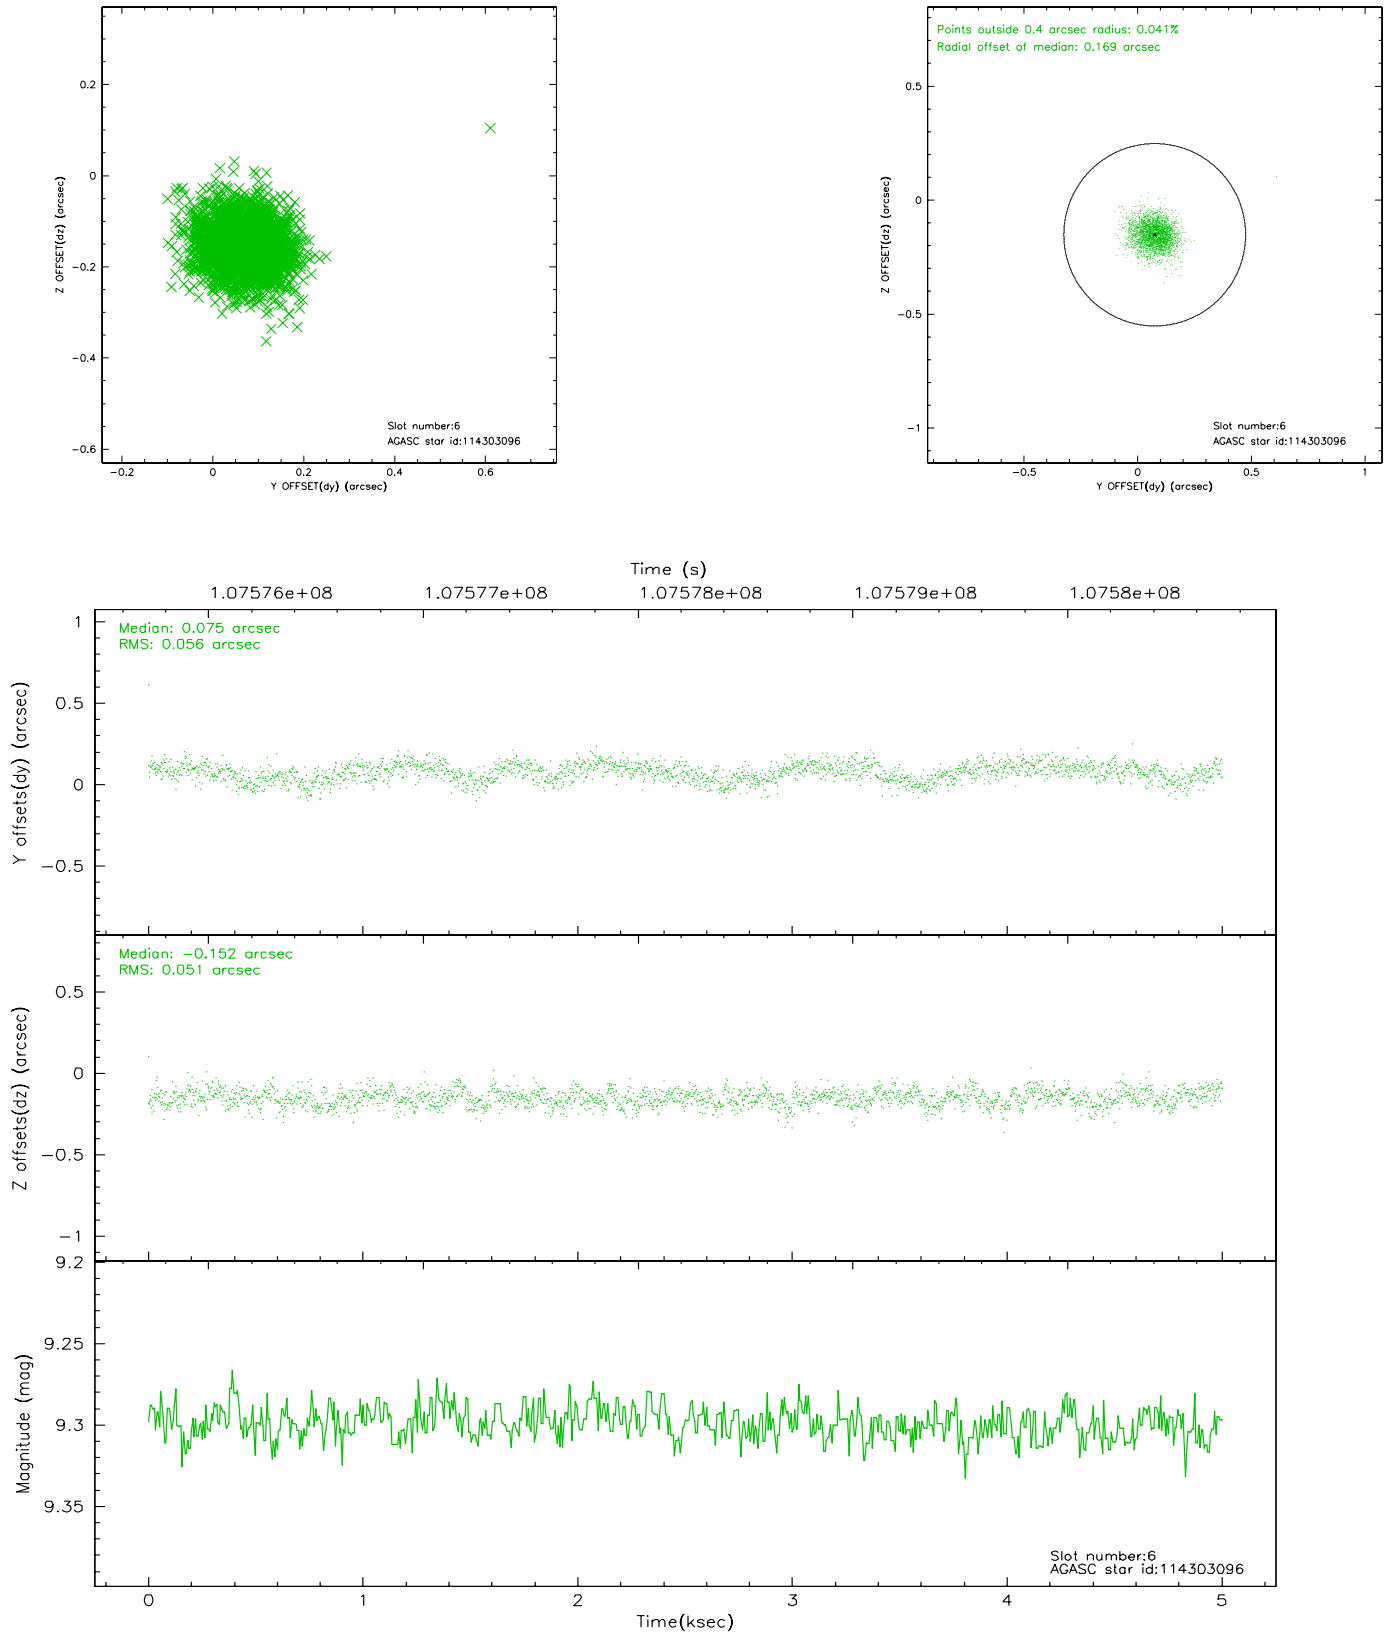 0.2
0
−0.2
−0.4
−0.6
Z OFFSET(dz) (arcsec)
Slot number:6
AGASC star id:114303096
−0.2 0 0.2 0.4 0.6
Y OFFSET(dy) (arcsec)
Points outside 0.4 arcsec radius: 0.041%
Radial offset of median: 0.169 arcsec
0.5
0
−0.5
−1
Z OFFSET(dz) (arcsec)
Slot number:6
AGASC star id:114303096
−0.5 0 0.5 1
Y OFFSET(dy) (arcsec)
Time (s)
1.07576e+08 1.07577e+08 1.07578e+08 1.07579e+08 1.0758e+08
Median: 0.075 arcsec
RMS: 0.056 arcsec
1
0.5
0
−0.5
Y offsets(dy) (arcsec)
Median: −0.152 arcsec
RMS: 0.051 arcsec
0.5
0
−0.5
−1
Z offsets(dz) (arcsec)
9.2
9.25
9.3
9.35
Magnitude (mag)
Slot number:6
AGASC star id:114303096
0 1 2 3 4 5
Time(ksec)